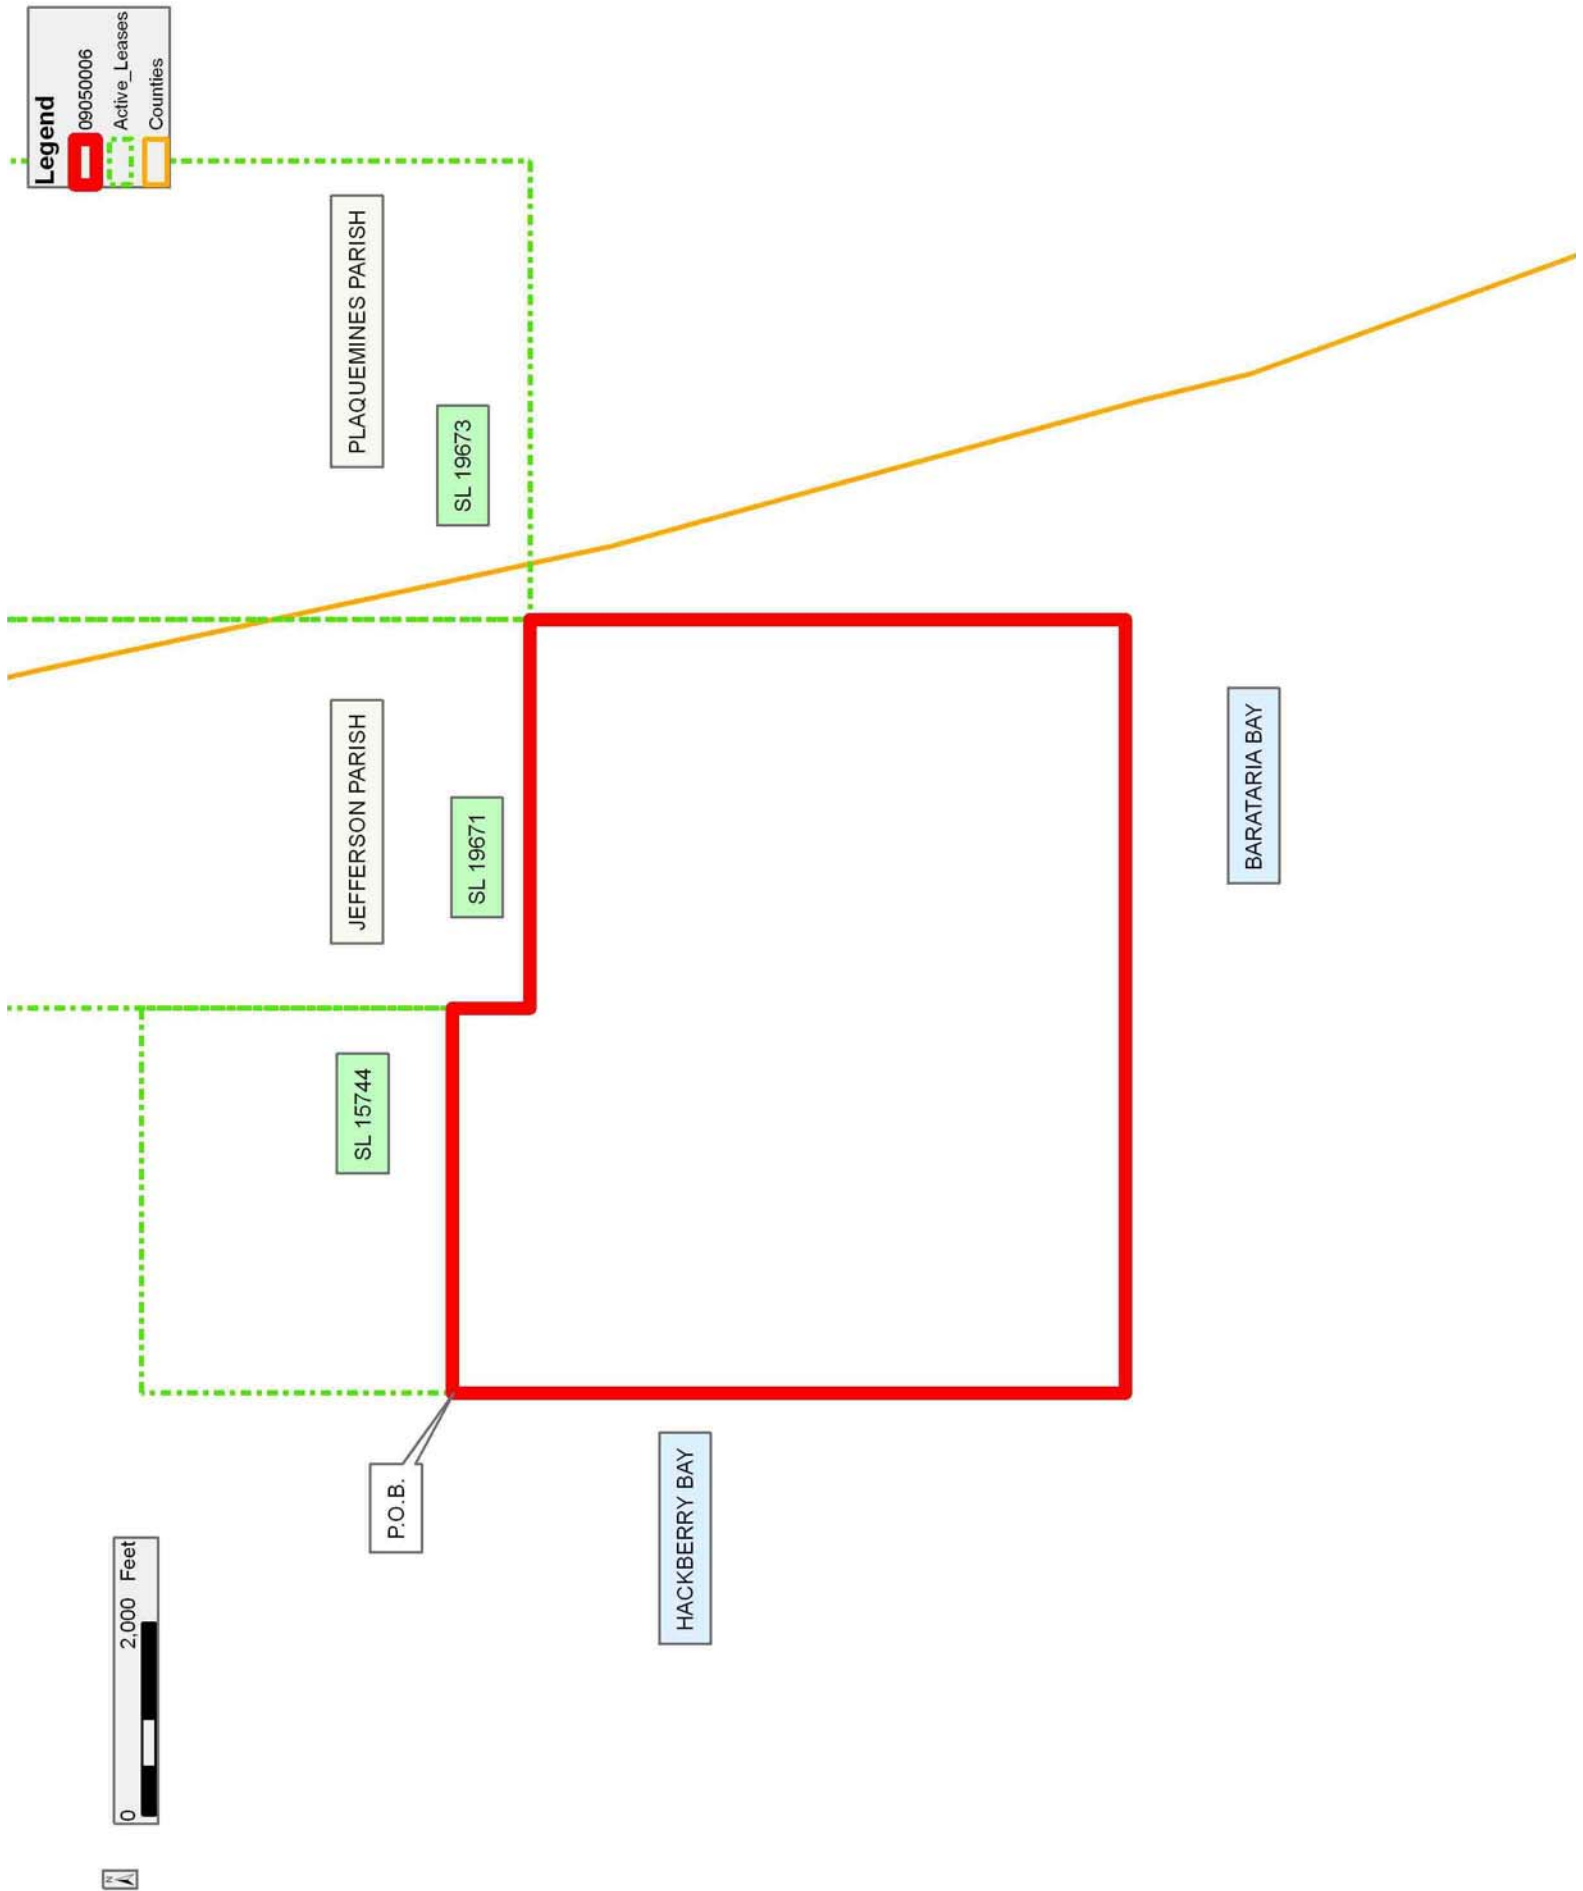 N
0 2,000 Feet
Legend
09050006
Active_Leases
Counties
JEFFERSON PARISH
PLAQUEMINES PARISH
SL 15744
P.O.B.
SL 19673
SL 19671
HACKBERRY BAY
BARATARIA BAY